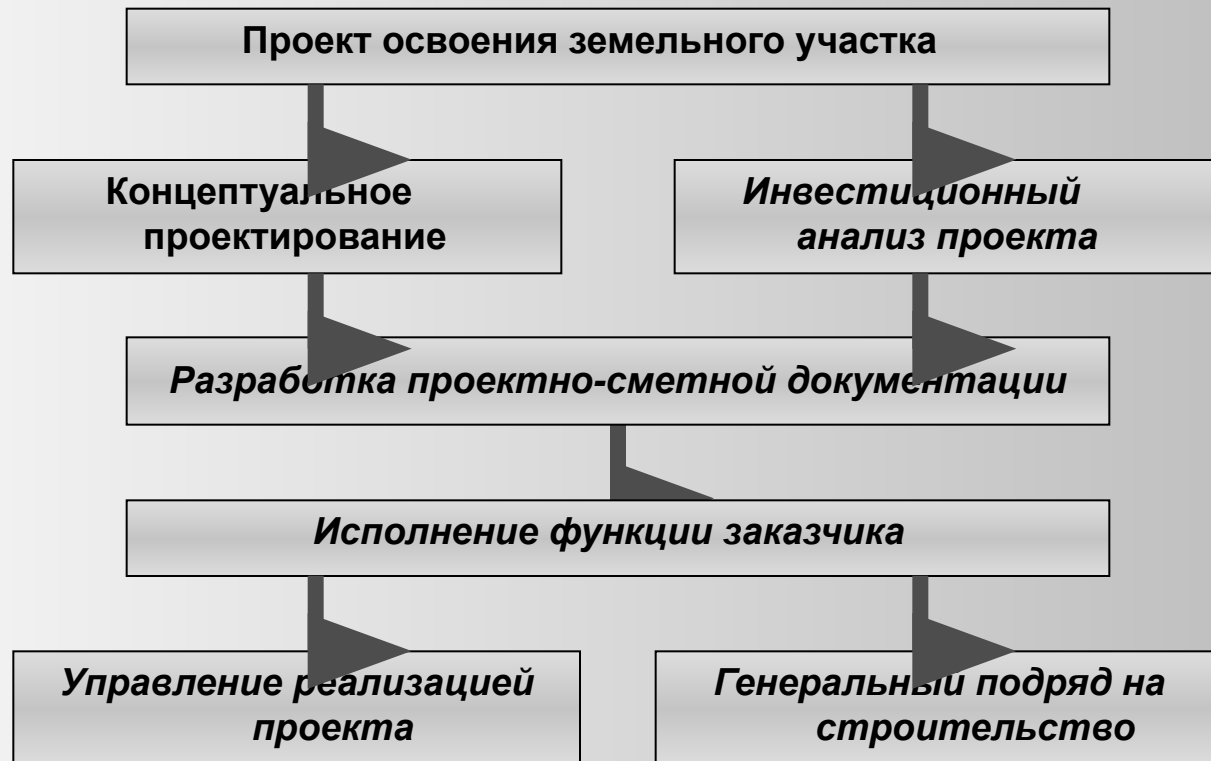 Проект освоения земельного участка
Концептуальное
проектирование
Инвестиционный
анализ проекта
Разработка проектно-сметной документации
Исполнение функции заказчика
Управление реализацией
проекта
Генеральный подряд на
строительство